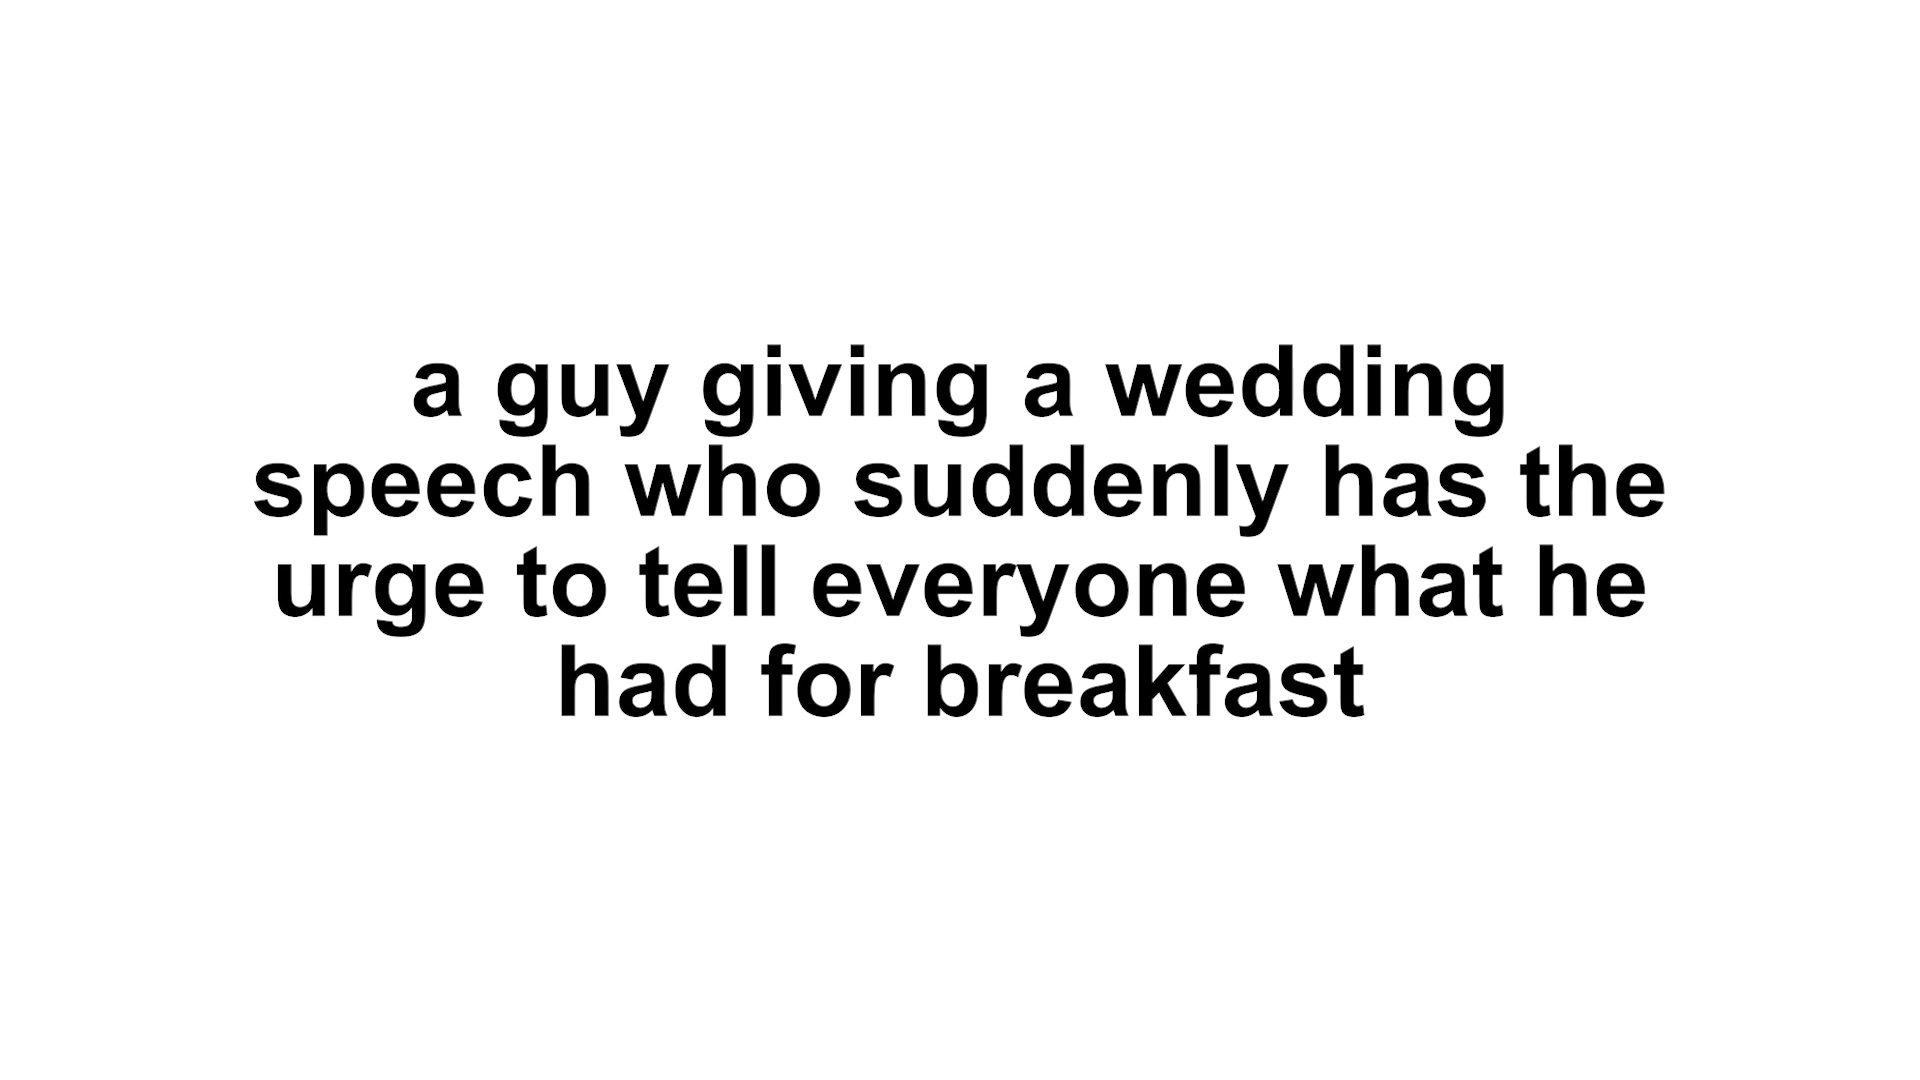 a guy giving a wedding
speech who suddenly has the
urge to tell everyone what he
had for breakfast